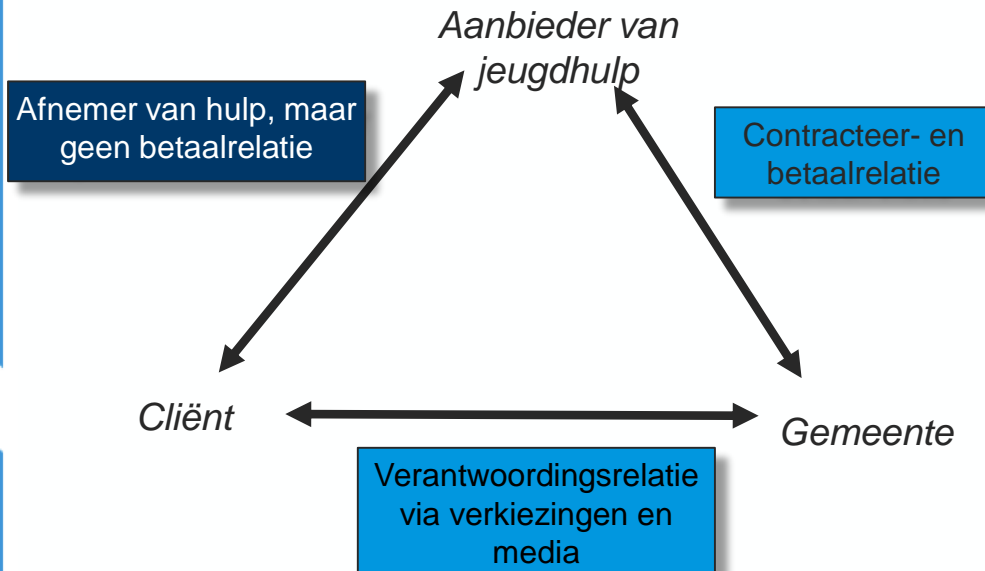 Aanbieder van
jeugdhulp
Afnemer van hulp, maar
geen betaalrelatie
Contracteer- en
betaalrelatie
Cliënt
Gemeente
Verantwoordingsrelatie
via verkiezingen en
media